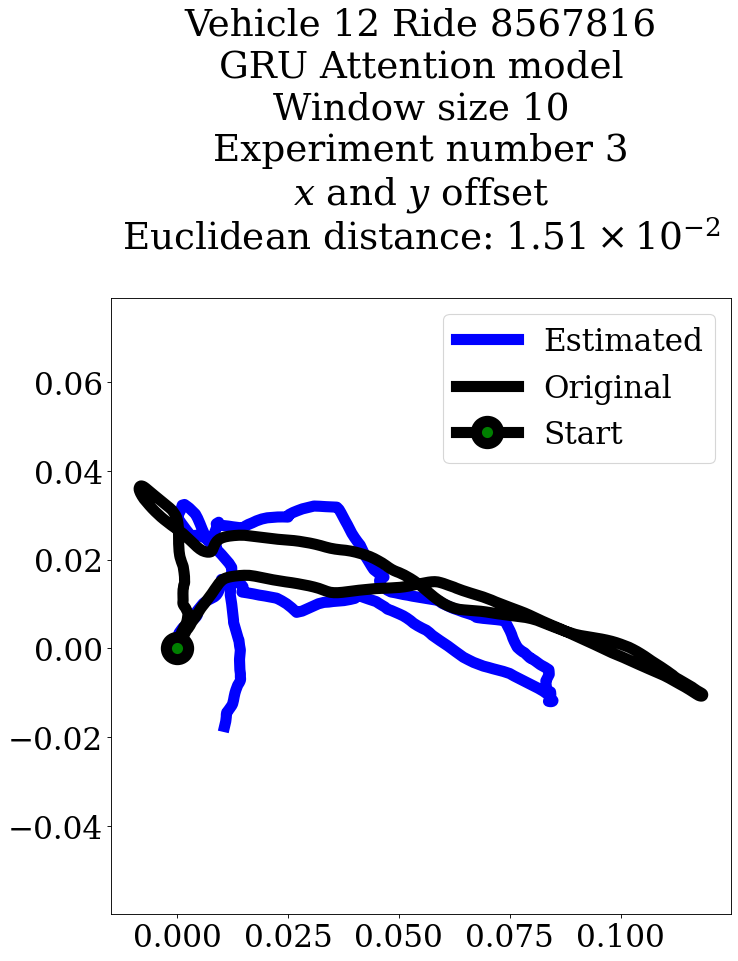 Vehicle 12 Ride 8567816
GRU Attention model
Window size 10
Experiment number 3
x and y offset
Euclidean distance: 1.51 × 10⁻²
Estimated
Original
Start
0.06
0.04
0.02
0.00
−0.02
−0.04
0.000 0.025 0.050 0.075 0.100